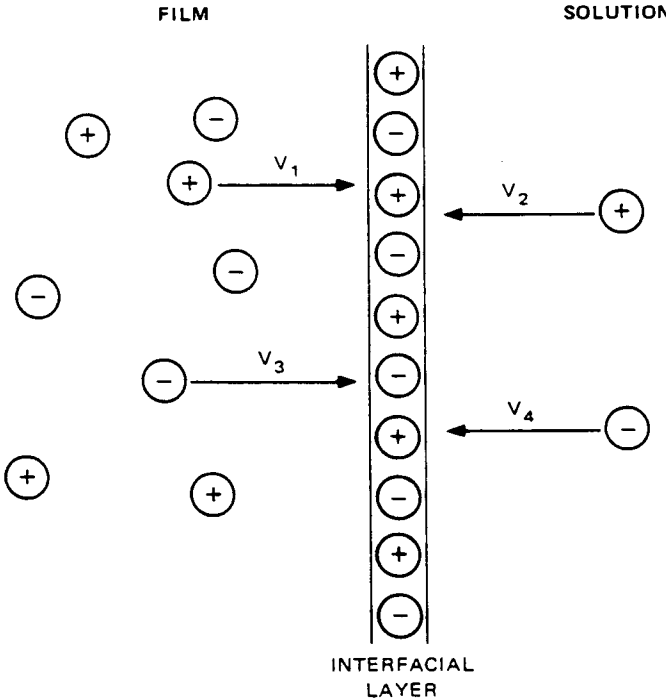 FILM
SOLUTION
+
+
−
+
V₁
−
+
V₂
+
−
−
−
+
−
V₃
−
V₄
−
+
+
+
−
+
−
INTERFACIAL
LAYER